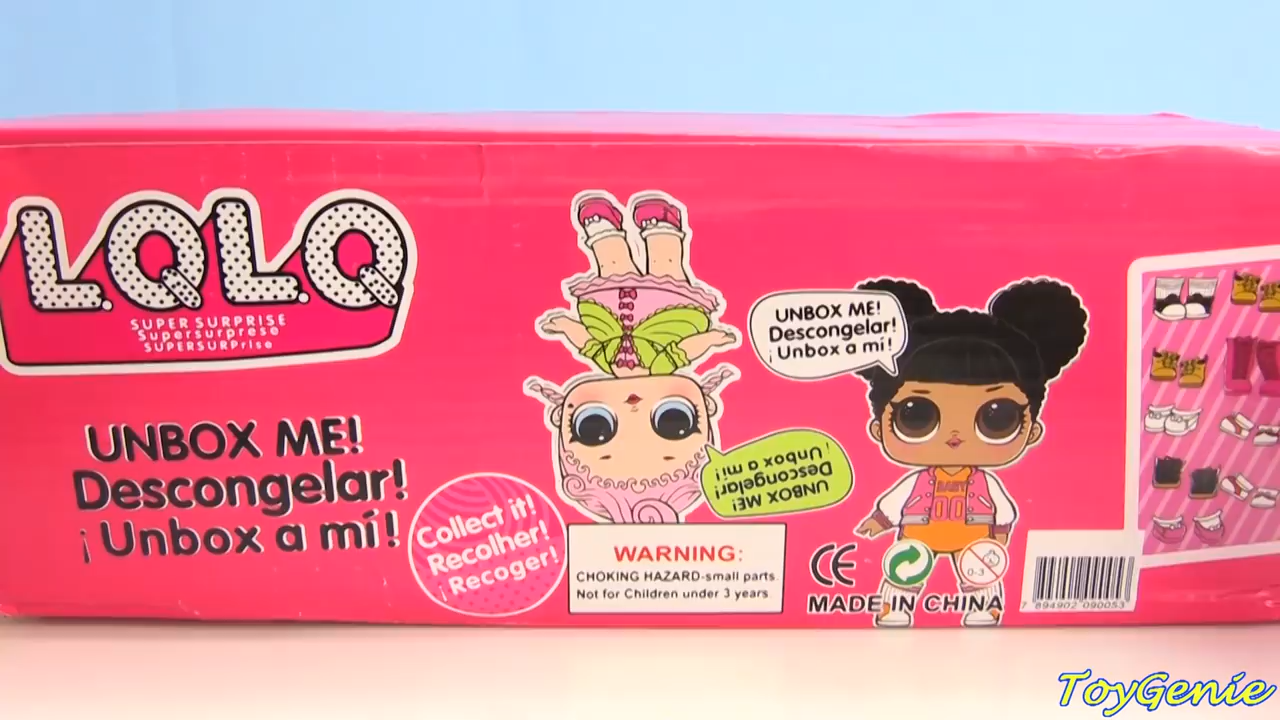 L.Q.L.Q
SUPER SURPRISE
Supersurprese
SUPERSURPrise
UNBOX ME!
Descongelar!
¡Unbox a mí!
Collect it!
Recolher!
¡Recoger!
UNBOX ME!
Descongelar!
¡Unbox a mí!
WARNING:
CHOKING HAZARD-small parts.
Not for Children under 3 years.
UNBOX ME!
Descongelar!
¡Unbox a mí!
BABY
CE
0-3
MADE IN CHINA
7 894902 090053
ToyGenie